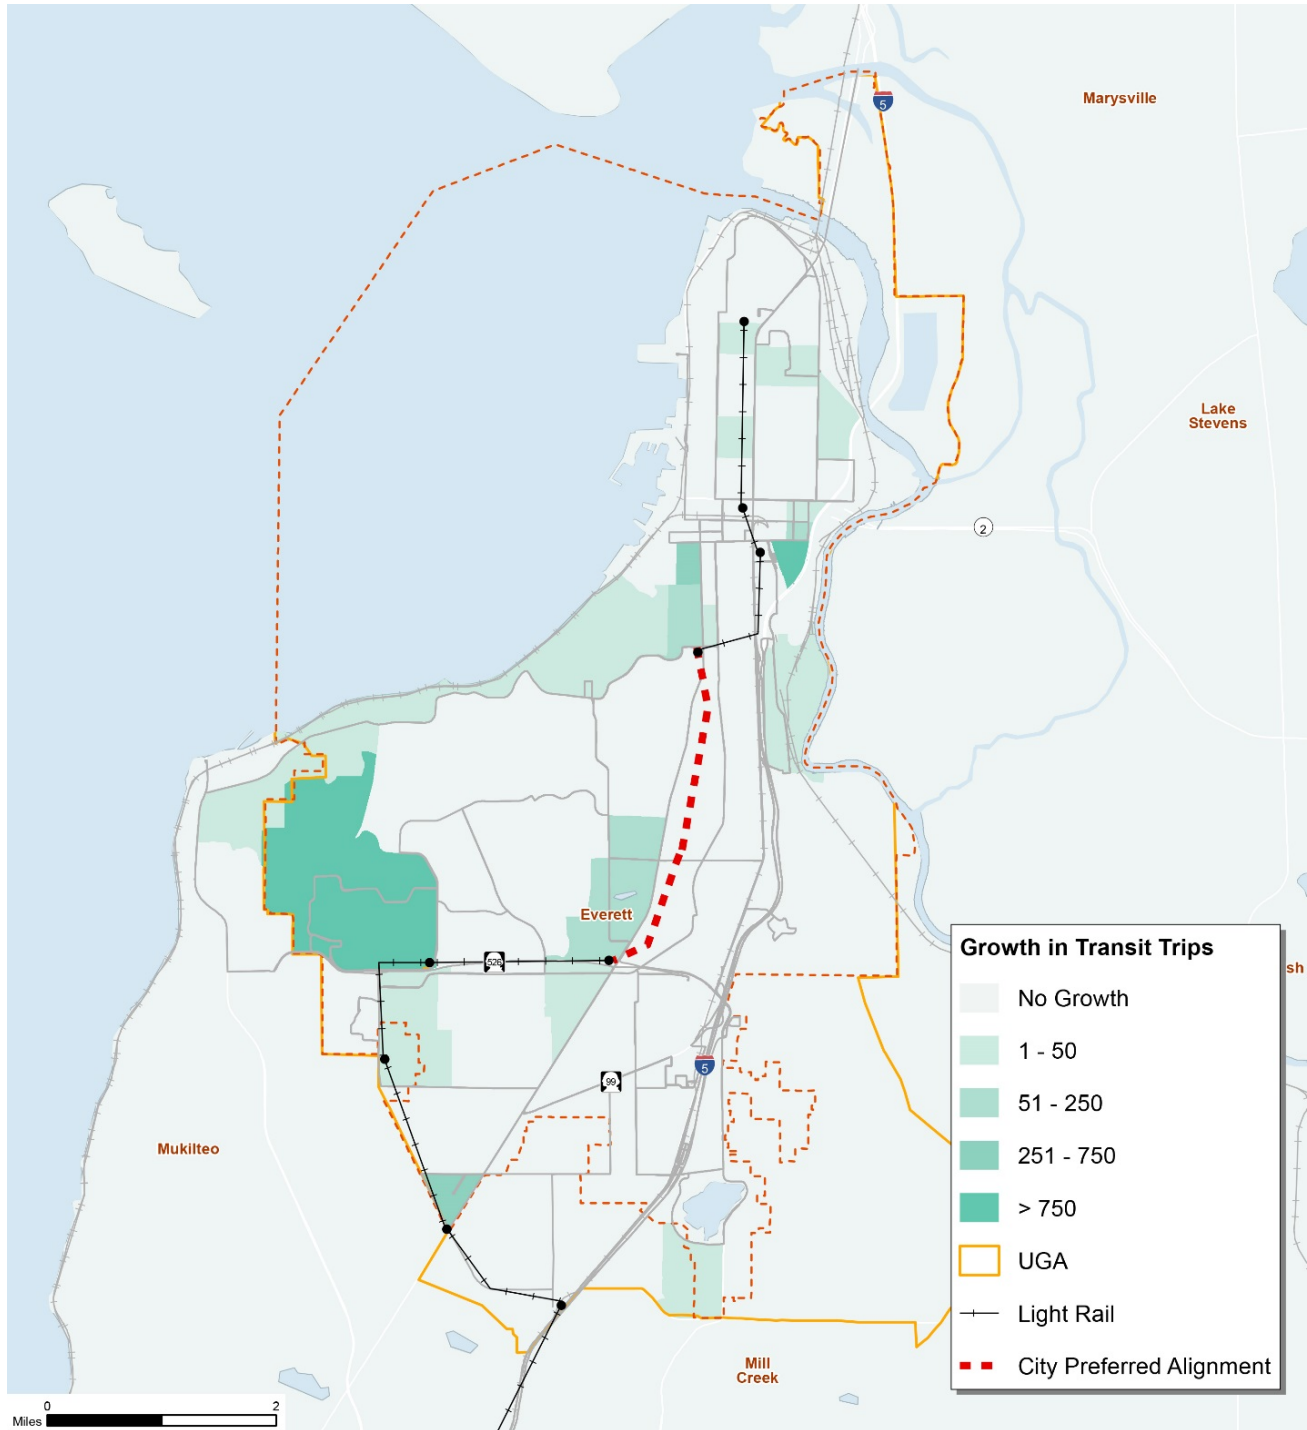 5
Marysville
Lake
Stevens
2
Everett
526
sh
5
99
Mukilteo
Mill
Creek
Growth in Transit Trips
No Growth
1 - 50
51 - 250
251 - 750
> 750
UGA
Light Rail
City Preferred Alignment
0 2
Miles